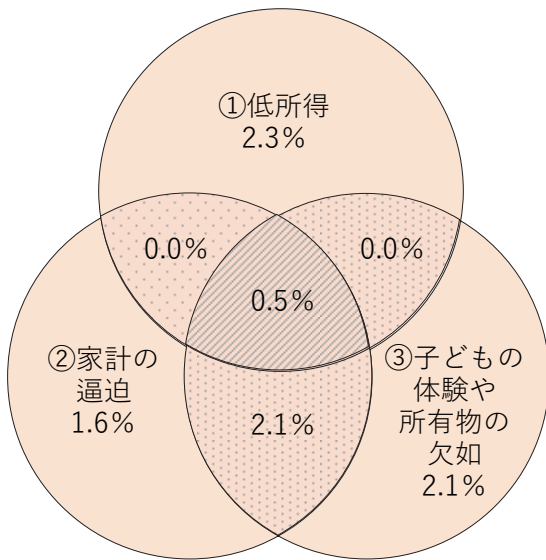 ①低所得
2.3%
0.0%
0.0%
0.5%
②家計の
逼迫
1.6%
③子どもの
体験や
所有物の
欠如
2.1%
2.1%